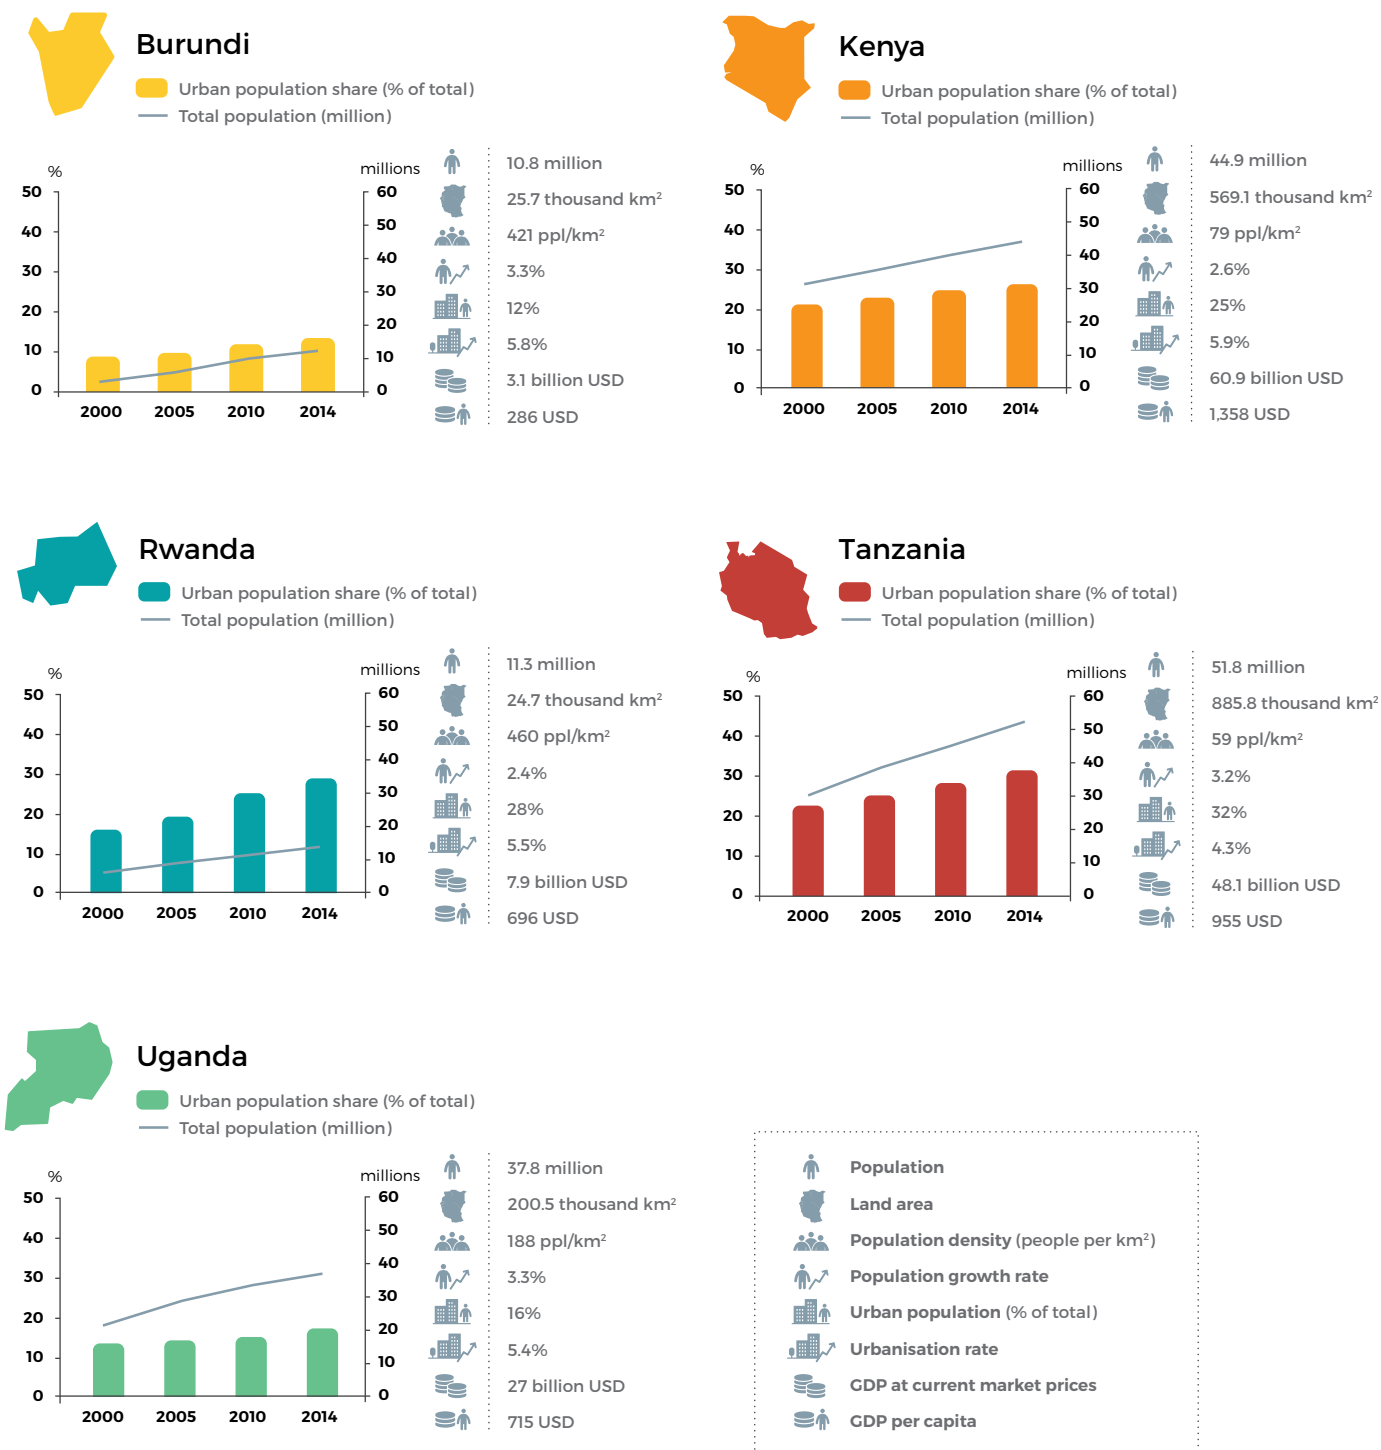 Burundi
Urban population share (% of total)
Total population (million)
%
millions
50
40
30
20
10
0
60
50
40
30
20
10
0
2000 2005 2010 2014
10.8 million
25.7 thousand km²
421 ppl/km²
3.3%
12%
5.8%
3.1 billion USD
286 USD
Kenya
Urban population share (% of total)
Total population (million)
%
millions
50
40
30
20
10
0
60
50
40
30
20
10
0
2000 2005 2010 2014
44.9 million
569.1 thousand km²
79 ppl/km²
2.6%
25%
5.9%
60.9 billion USD
1,358 USD
Rwanda
Urban population share (% of total)
Total population (million)
%
millions
50
40
30
20
10
0
60
50
40
30
20
10
0
2000 2005 2010 2014
11.3 million
24.7 thousand km²
460 ppl/km²
2.4%
28%
5.5%
7.9 billion USD
696 USD
Tanzania
Urban population share (% of total)
Total population (million)
%
millions
50
40
30
20
10
0
60
50
40
30
20
10
0
2000 2005 2010 2014
51.8 million
885.8 thousand km²
59 ppl/km²
3.2%
32%
4.3%
48.1 billion USD
955 USD
Uganda
Urban population share (% of total)
Total population (million)
%
millions
50
40
30
20
10
0
60
50
40
30
20
10
0
2000 2005 2010 2014
37.8 million
200.5 thousand km²
188 ppl/km²
3.3%
16%
5.4%
27 billion USD
715 USD
Population
Land area
Population density (people per km²)
Population growth rate
Urban population (% of total)
Urbanisation rate
GDP at current market prices
GDP per capita